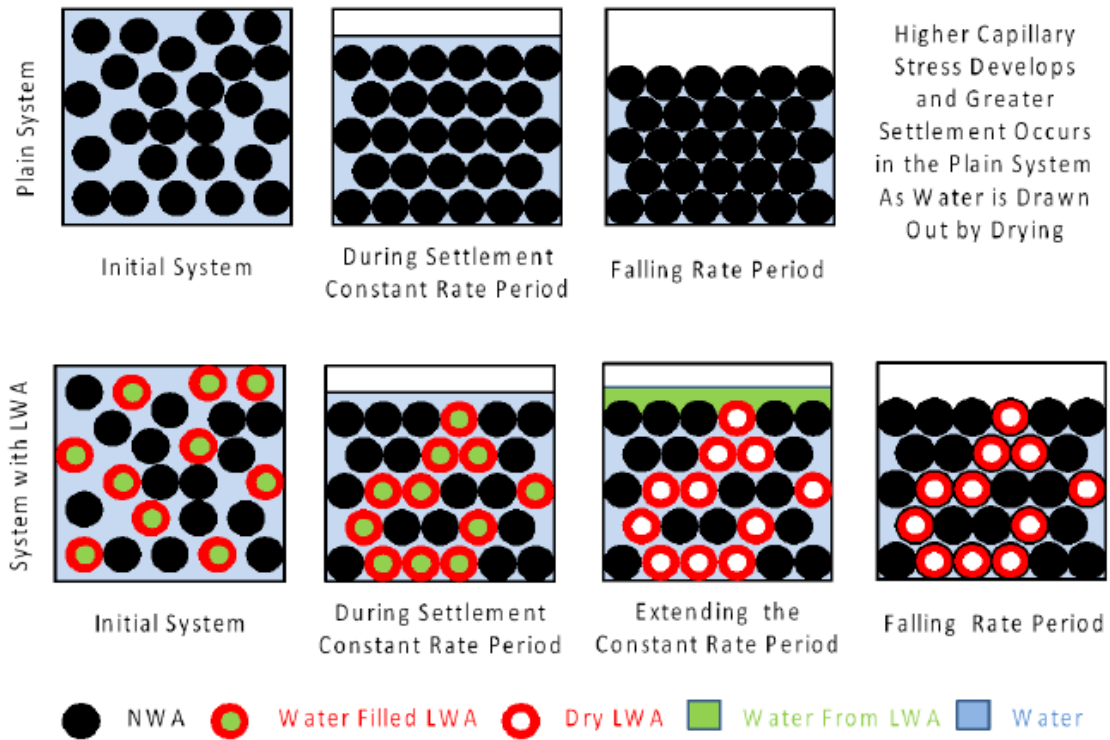 Plain System
Higher Capillary
Stress Develops
and Greater
Settlement Occurs
in the Plain System
As Water is Drawn
Out by Drying
Initial System
During Settlement
Constant Rate Period
Falling Rate Period
System with LWA
Initial System
During Settlement
Constant Rate Period
Extending the
Constant Rate Period
Falling Rate Period
NWA
Water Filled LWA
Dry LWA
Water From LWA
Water